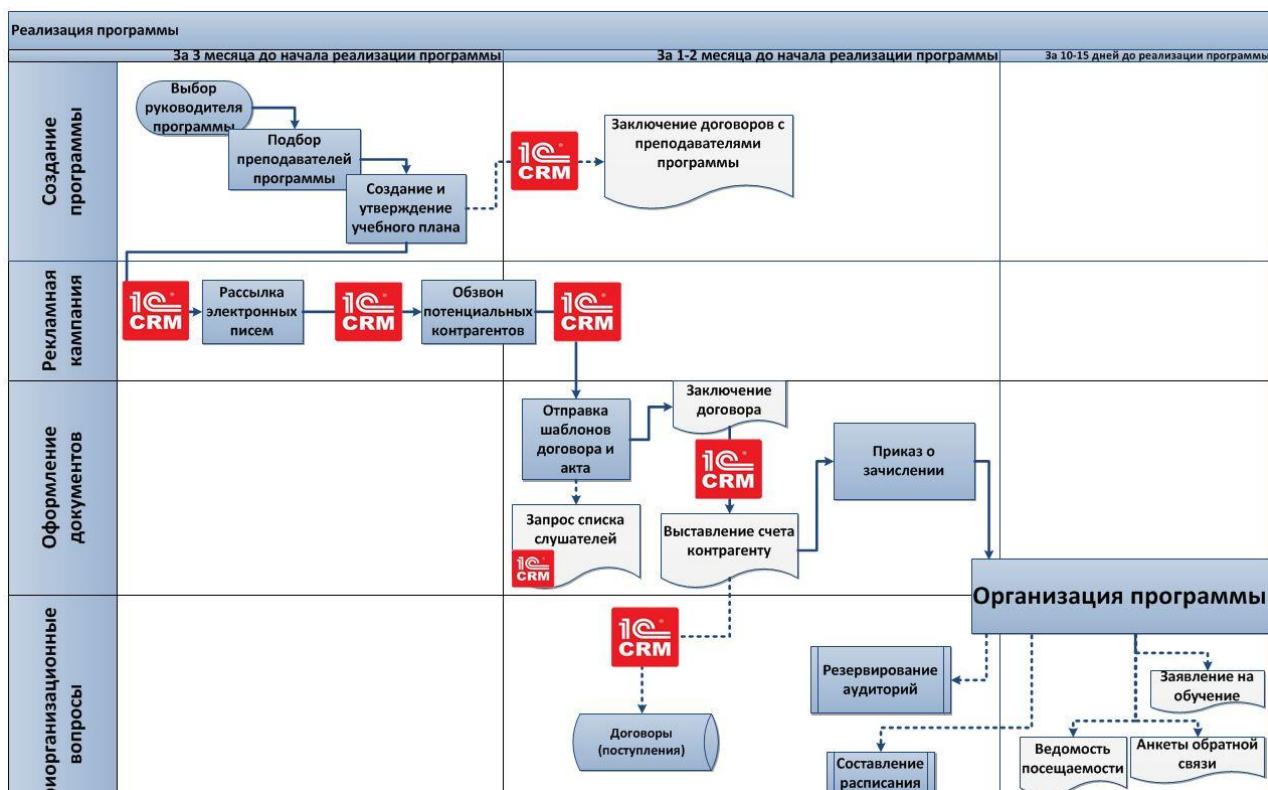 Реализация программы
За 3 месяца до начала реализации программы
За 1-2 месяца до начала реализации программы
За 10-15 дней до реализации программы
Создание
программы
Выбор
руководителя
программы
Подбор
преподавателей
программы
Создание и
утверждение
учебного плана
1С
CRM
Заключение договоров с
преподавателями
программы
Рекламная
кампания
1С
CRM
Рассылка
электронных
писем
1С
CRM
Обзвон
потенциальных
контрагентов
1С
CRM
Оформление
документов
Отправка
шаблонов
договора и
акта
Заключение
договора
1С
CRM
Приказ о
зачислении
Запрос списка
слушателей
1С
CRM
Выставление счета
контрагенту
Организация программы
риорганизационные
вопросы
1С
CRM
Договоры
(поступления)
Резервирование
аудиторий
Составление
расписания
Заявление на
обучение
Ведомость
посещаемости
Анкеты обратной
связи